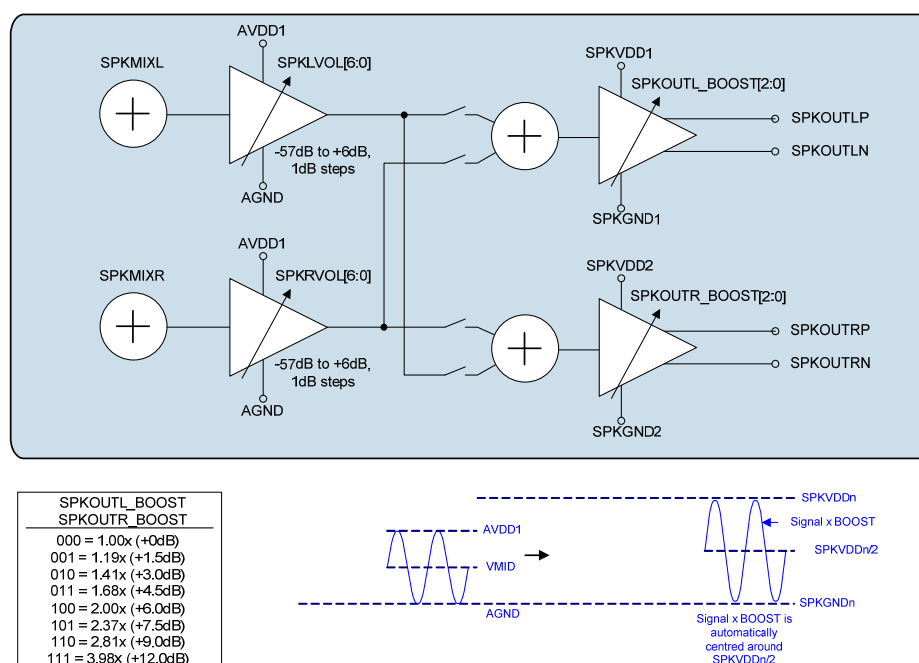 AVDD1
SPKMIXL
SPKLVOL[6:0]
-57dB to +6dB,
1dB steps
AGND
SPKVDD1
SPKOUTL_BOOST[2:0]
SPKOUTLP
SPKOUTLN
SPKGND1
AVDD1
SPKMIXR
SPKRVOL[6:0]
-57dB to +6dB,
1dB steps
AGND
SPKVDD2
SPKOUTR_BOOST[2:0]
SPKOUTRP
SPKOUTRN
SPKGND2
SPKOUTL_BOOST
SPKOUTR_BOOST
000 = 1.00x (+0dB)
001 = 1.19x (+1.5dB)
010 = 1.41x (+3.0dB)
011 = 1.68x (+4.5dB)
100 = 2.00x (+6.0dB)
101 = 2.37x (+7.5dB)
110 = 2.81x (+9.0dB)
111 = 3.98x (+12.0dB)
AVDD1
VMID
AGND
SPKVDDn
Signal x BOOST
SPKVDDn/2
SPKGNDn
Signal x BOOST is
automatically
centred around
SPKVDDn/2